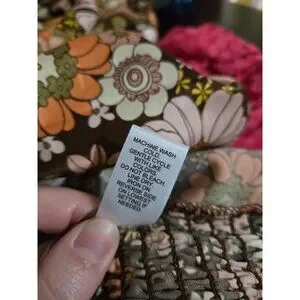 MACHINE WASH
COLD.
GENTLE CYCLE
WITH LINE
COLORS.
DO NOT BLEACH.
LINE DRY.
IRON ON
REVERSE SIDE
ON LOWEST
SETTING IF
NEEDED.